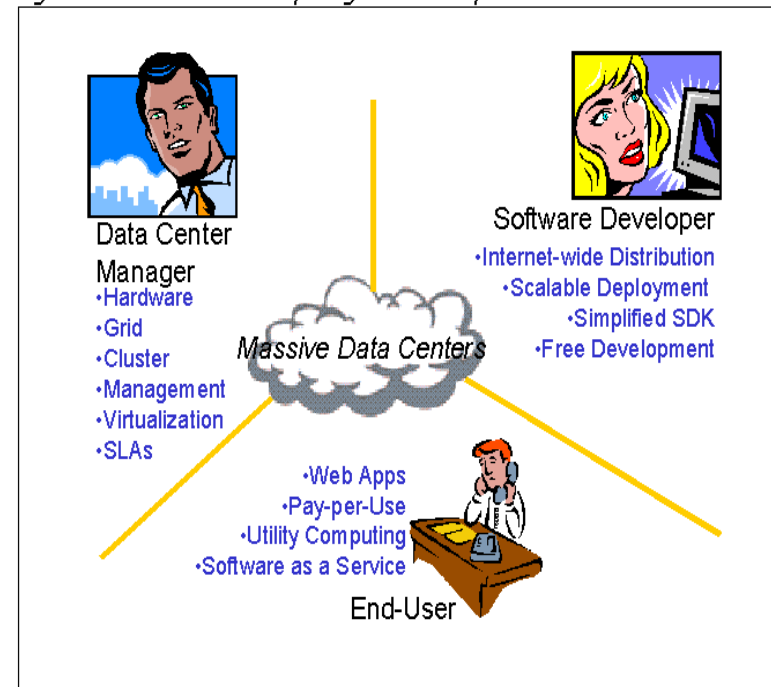 Data Center
Manager
•Hardware
•Grid
•Cluster
•Management
•Virtualization
•SLAs
Software Developer
•Internet-wide Distribution
•Scalable Deployment
•Simplified SDK
•Free Development
Massive Data Centers
•Web Apps
•Pay-per-Use
•Utility Computing
•Software as a Service
End-User